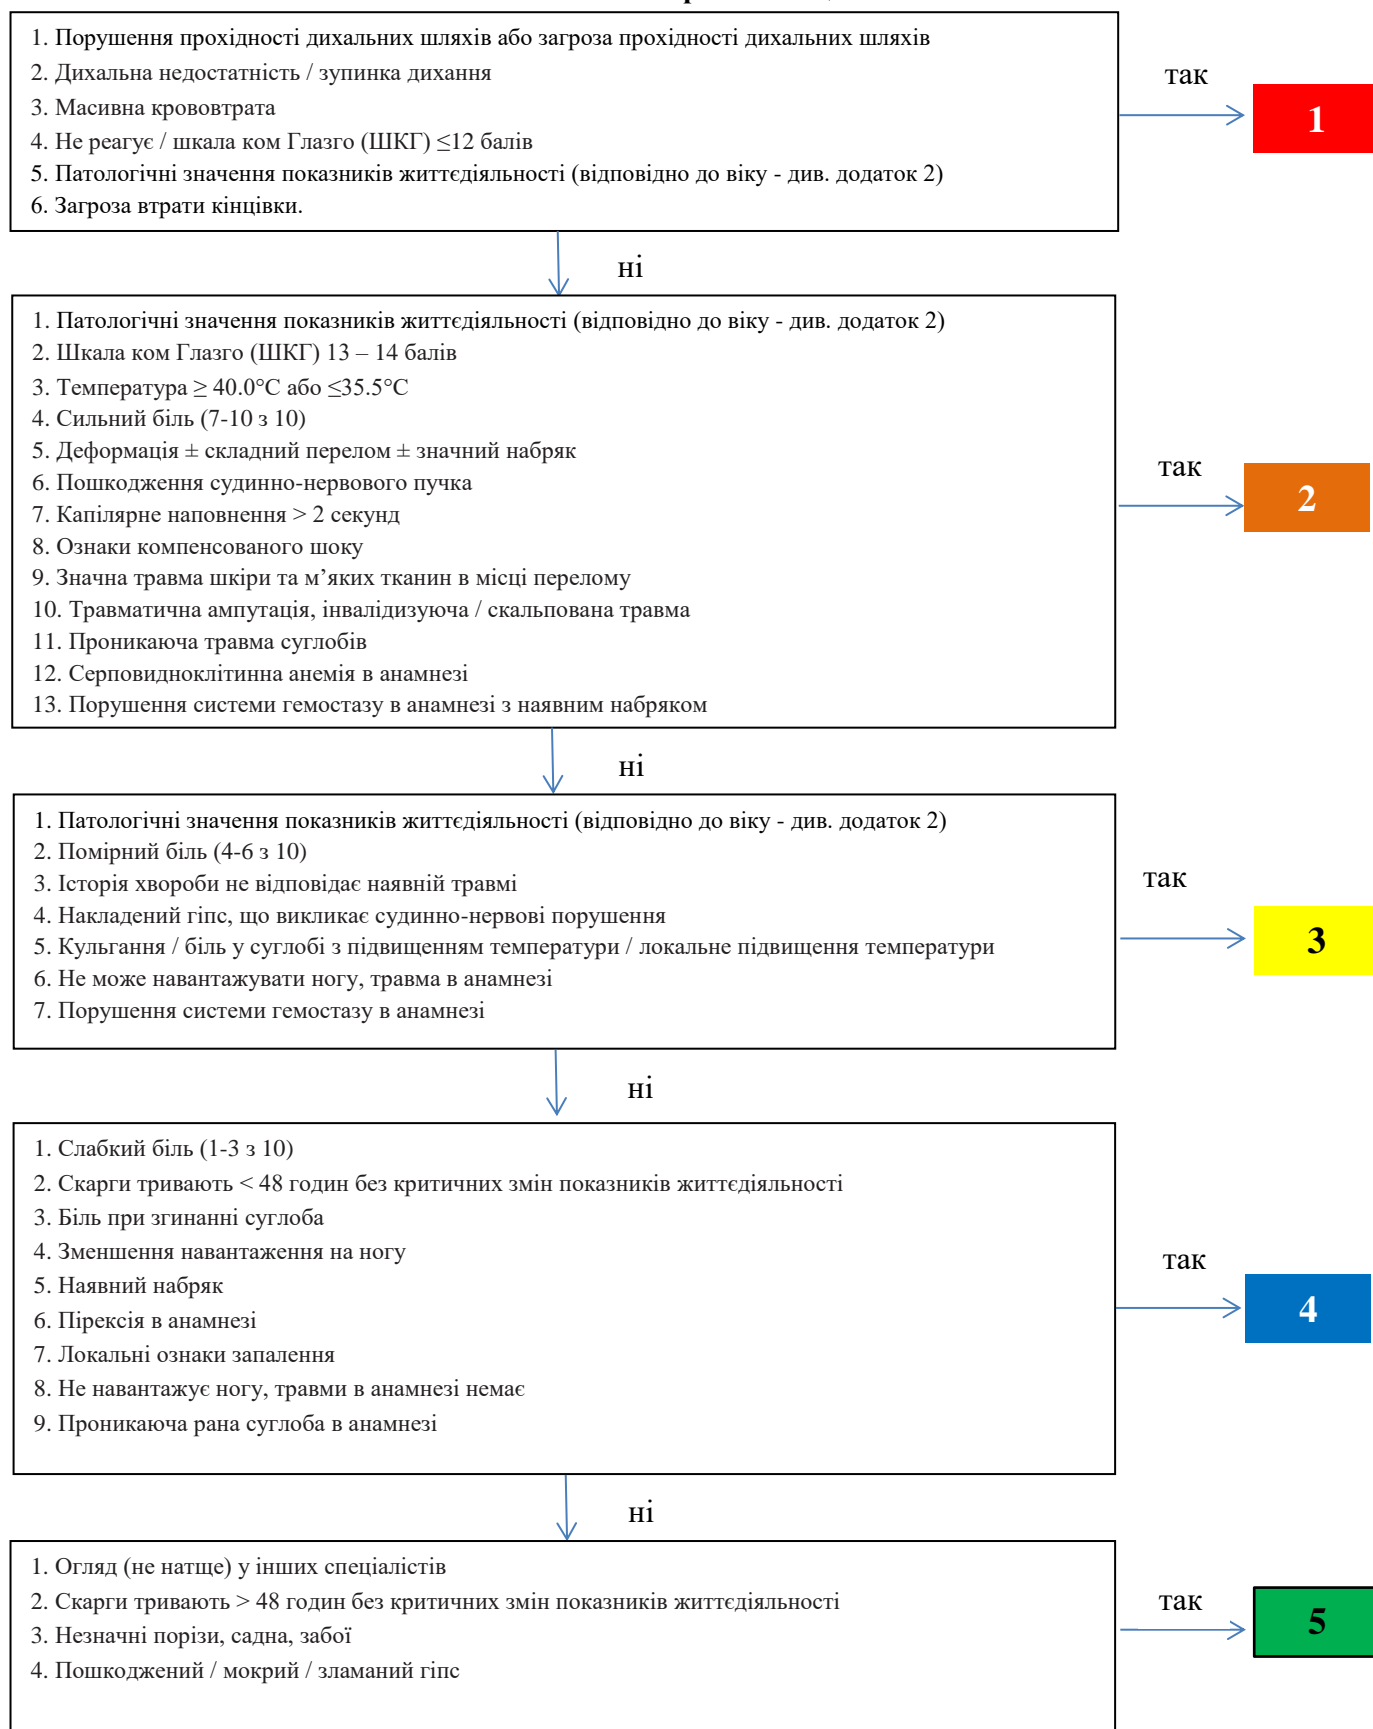 1. Порушення прохідності дихальних шляхів або загроза прохідності дихальних шляхів
2. Дихальна недостатність / зупинка дихання
3. Масивна крововтрата
4. Не реагує / шкала ком Глазго (ШКГ) ≤12 балів
5. Патологічні значення показників життєдіяльності (відповідно до віку - див. додаток 2)
6. Загроза втрати кінцівки.
так
1
ні
1. Патологічні значення показників життєдіяльності (відповідно до віку - див. додаток 2)
2. Шкала ком Глазго (ШКГ) 13 – 14 балів
3. Температура ≥ 40.0°C або ≤35.5°C
4. Сильний біль (7-10 з 10)
5. Деформація ± складний перелом ± значний набряк
6. Пошкодження судинно-нервового пучка
7. Капілярне наповнення > 2 секунд
8. Ознаки компенсованого шоку
9. Значна травма шкіри та м’яких тканин в місці перелому
10. Травматична ампутація, інвалідизуюча / скальпована травма
11. Проникаюча травма суглобів
12. Серповидноклітинна анемія в анамнезі
13. Порушення системи гемостазу в анамнезі з наявним набряком
так
2
ні
1. Патологічні значення показників життєдіяльності (відповідно до віку - див. додаток 2)
2. Помірний біль (4-6 з 10)
3. Історія хвороби не відповідає наявній травмі
4. Накладений гіпс, що викликає судинно-нервові порушення
5. Кульгання / біль у суглобі з підвищенням температури / локальне підвищення температури
6. Не може навантажувати ногу, травма в анамнезі
7. Порушення системи гемостазу в анамнезі
так
3
ні
1. Слабкий біль (1-3 з 10)
2. Скарги тривають < 48 годин без критичних змін показників життєдіяльності
3. Біль при згинанні суглоба
4. Зменшення навантаження на ногу
5. Наявний набряк
6. Пірексія в анамнезі
7. Локальні ознаки запалення
8. Не навантажує ногу, травми в анамнезі немає
9. Проникаюча рана суглоба в анамнезі
так
4
ні
1. Огляд (не натще) у інших спеціалістів
2. Скарги тривають > 48 годин без критичних змін показників життєдіяльності
3. Незначні порізи, садна, забої
4. Пошкоджений / мокрий / зламаний гіпс
так
5